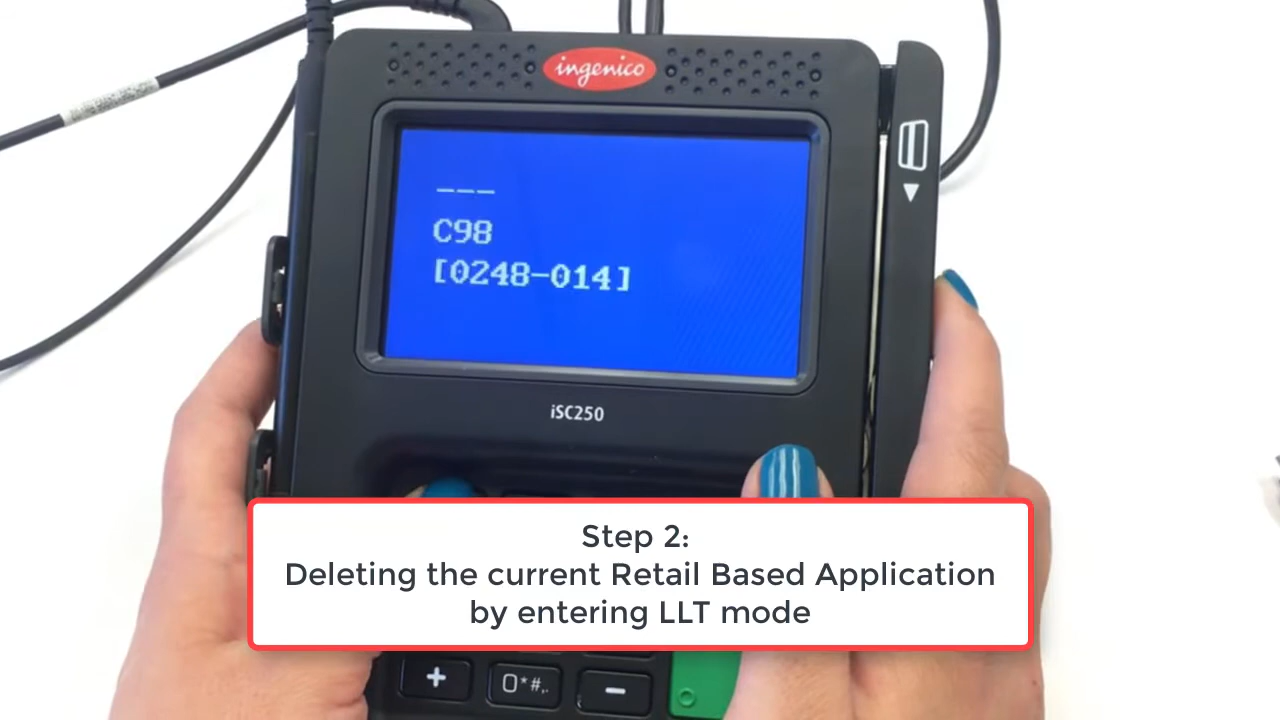 ingenico
---
C98
[0248-014]
iSC250
Step 2:
Deleting the current Retail Based Application
by entering LLT mode
+
0*#,.
-